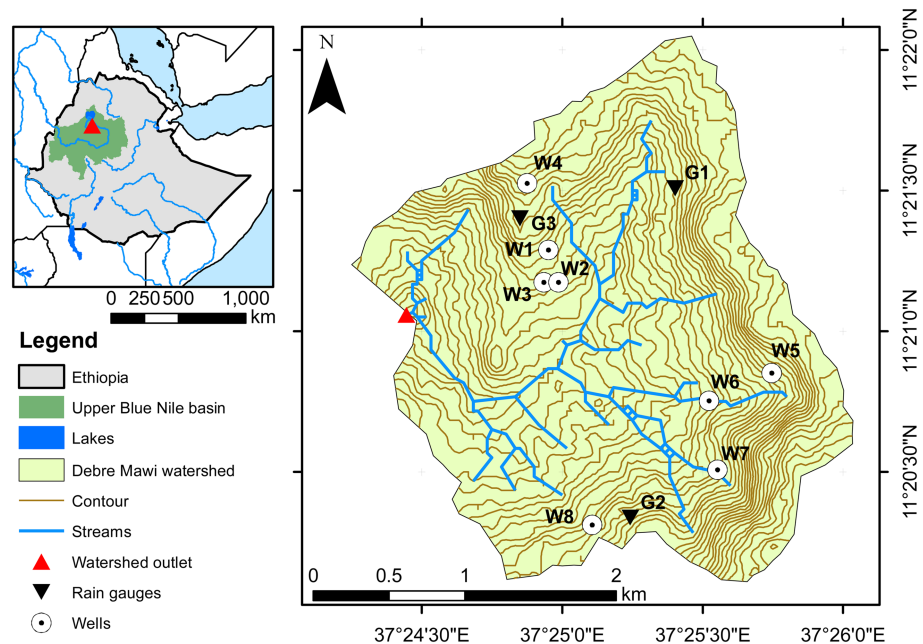 0 250 500 1,000
km
Legend
Ethiopia
Upper Blue Nile basin
Lakes
Debre Mawi watershed
Contour
Streams
Watershed outlet
Rain gauges
Wells
N
W4
G1
G3
W1
W2
W3
W5
W6
W7
G2
W8
0 0.5 1 2
km
11°22'0"N
11°21'30"N
11°21'0"N
11°20'30"N
37°24'30"E 37°25'0"E 37°25'30"E 37°26'0"E